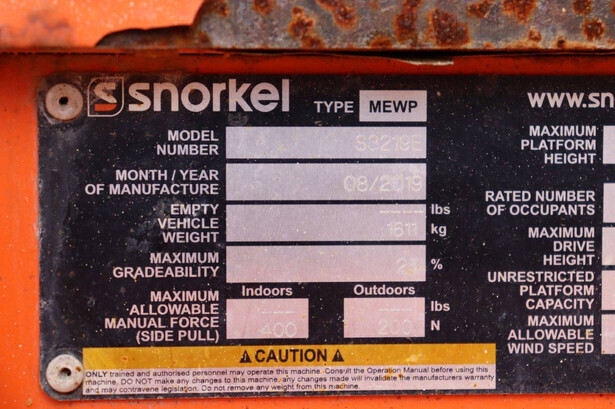 snorkel TYPE MEWP
MODEL NUMBER S3219E
MONTH / YEAR OF MANUFACTURE 08/2019
EMPTY VEHICLE WEIGHT ---- lbs
1611 kg
MAXIMUM GRADEABILITY %
Indoors Outdoors
MAXIMUM ALLOWABLE MANUAL FORCE (SIDE PULL) --- --- lbs
400 200 N
CAUTION
ONLY trained and authorised personnel may operate this machine. Consult the Operation Manual before using this
machine. DO NOT make any changes to this machine, any changes made will invalidate the manufacturers warranty
and may contravene legislation. Do not remove any weight from this machine.
www.sn
MAXIMUM PLATFORM HEIGHT
RATED NUMBER OF OCCUPANTS
MAXIMUM DRIVE HEIGHT
UNRESTRICTED PLATFORM CAPACITY
MAXIMUM ALLOWABLE WIND SPEED